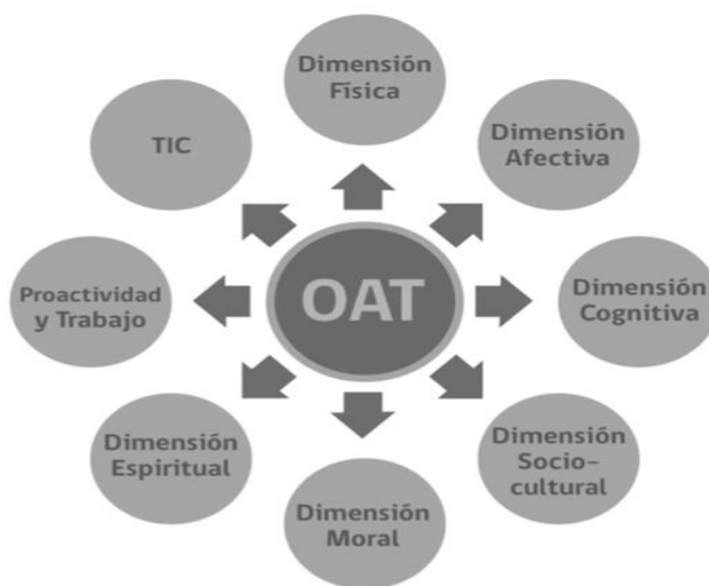 Dimensión
Física
Dimensión
Afectiva
Dimensión
Cognitiva
Dimensión
Socio-
cultural
Dimensión
Moral
Dimensión
Espiritual
Proactividad
y Trabajo
TIC
OAT